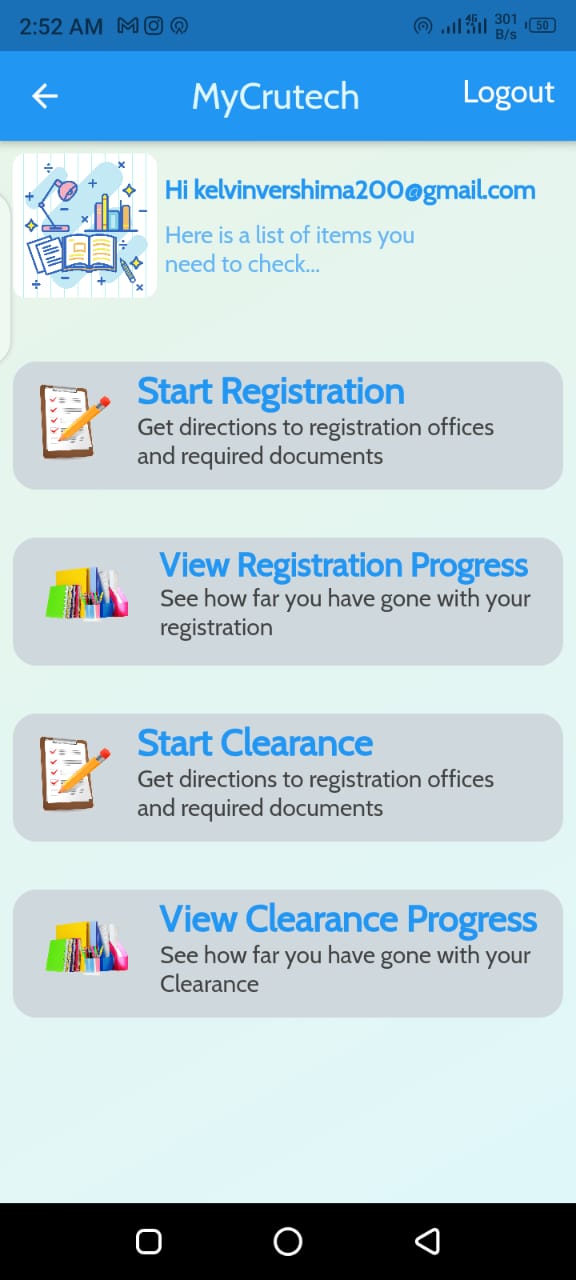 2:52 AM 4G 301 B/s 50
MyCrutech
Logout
Hi kelvinvershima200@gmail.com
Here is a list of items you
need to check...
Start Registration
Get directions to registration offices
and required documents
View Registration Progress
See how far you have gone with your
registration
Start Clearance
Get directions to registration offices
and required documents
View Clearance Progress
See how far you have gone with your
Clearance